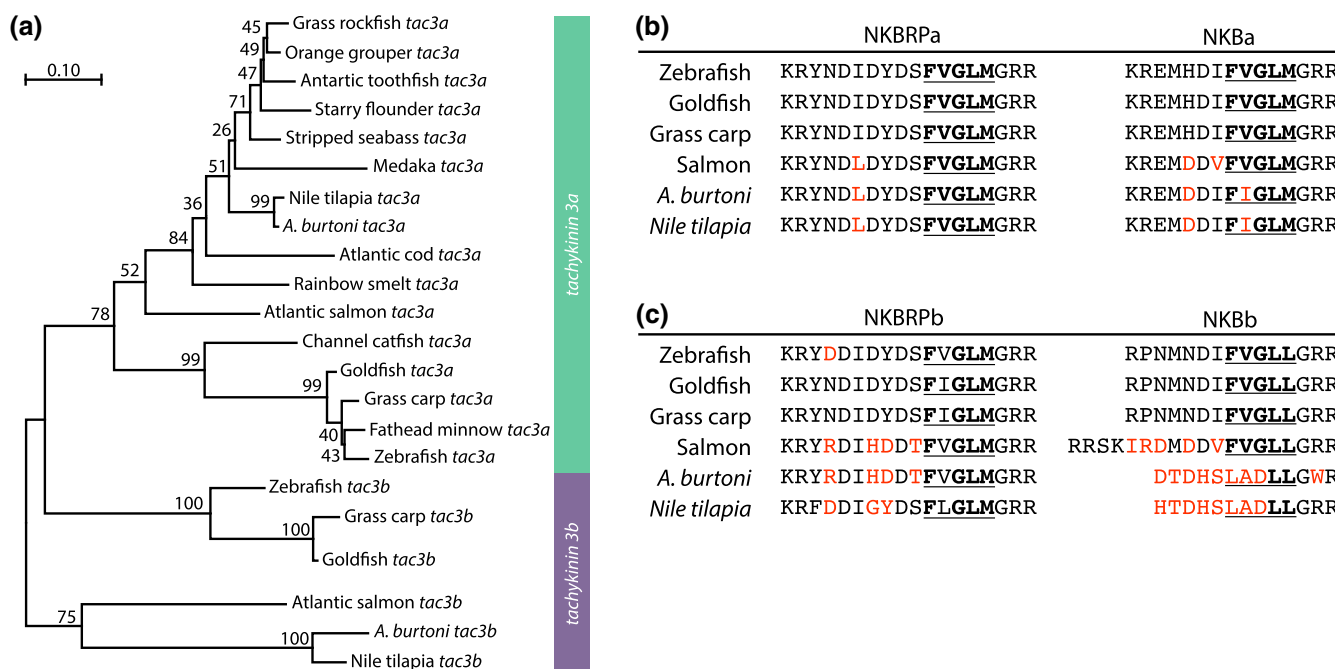 (a)
0.10
45
49
47
71
26
51
99
36
84
52
78
99
99
40
43
100
100
75
100
Grass rockfish tac3a
Orange grouper tac3a
Antartic toothfish tac3a
Starry flounder tac3a
Stripped seabass tac3a
Medaka tac3a
Nile tilapia tac3a
A. burtoni tac3a
Atlantic cod tac3a
Rainbow smelt tac3a
Atlantic salmon tac3a
Channel catfish tac3a
Goldfish tac3a
Grass carp tac3a
Fathead minnow tac3a
Zebrafish tac3a
Zebrafish tac3b
Grass carp tac3b
Goldfish tac3b
Atlantic salmon tac3b
A. burtoni tac3b
Nile tilapia tac3b
tachykinin 3a
tachykinin 3b
(b)
NKBRPa NKBa
Zebrafish KRYNDIDYDSFVGLMGRR KREMHDIFVGLMGRR
Goldfish KRYNDIDYDSFVGLMGRR KREMHDIFVGLMGRR
Grass carp KRYNDIDYDSFVGLMGRR KREMHDIFVGLMGRR
Salmon KRYNDLDYDSFVGLMGRR KREMDDVFVGLMGRR
A. burtoni KRYNDLDYDSFVGLMGRR KREMDDIFIGLMGRR
Nile tilapia KRYNDLDYDSFVGLMGRR KREMDDIFIGLMGRR
(c)
NKBRPb NKBb
Zebrafish KRYDDIDYDSFVGLMGRR RPNMNDIFVGLLGRR
Goldfish KRYNDIDYDSFIGLMGRR RPNMNDIFVGLLGRR
Grass carp KRYNDIDYDSFIGLMGRR RPNMNDIFVGLLGRR
Salmon KRYRDIHDDTFVGLMGRR RRSKIRDMDDVFVGLLGRR
A. burtoni KRYRDIHDDTFVGLMGRR DTDHSLADLLGWR
Nile tilapia KRFDDIGYDSFLGLMGRR HTDHSLADLLGRR